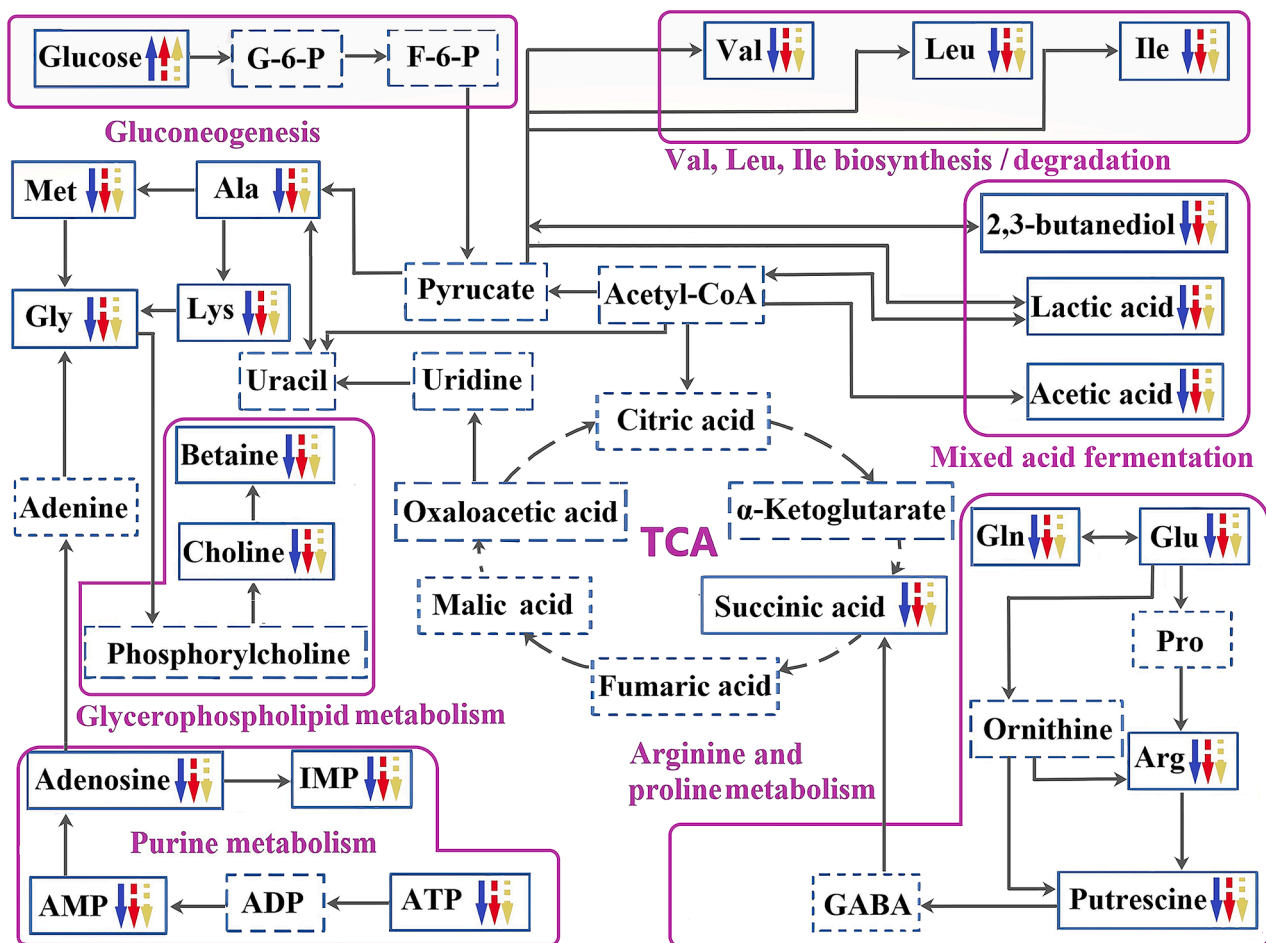 Glucose
G-6-P
F-6-P
Gluconeogenesis
Val
Leu
Ile
Val, Leu, Ile biosynthesis / degradation
Met
Ala
Gly
Lys
Pyrucate
Acetyl-CoA
2,3-butanediol
Lactic acid
Acetic acid
Mixed acid fermentation
Uracil
Uridine
Citric acid
Betaine
Choline
Phosphorylcholine
Glycerophospholipid metabolism
Adenine
Oxaloacetic acid
TCA
α-Ketoglutarate
Malic acid
Succinic acid
Fumaric acid
Gln
Glu
Pro
Ornithine
Arg
Arginine and
proline metabolism
GABA
Putrescine
Adenosine
IMP
Purine metabolism
AMP
ADP
ATP